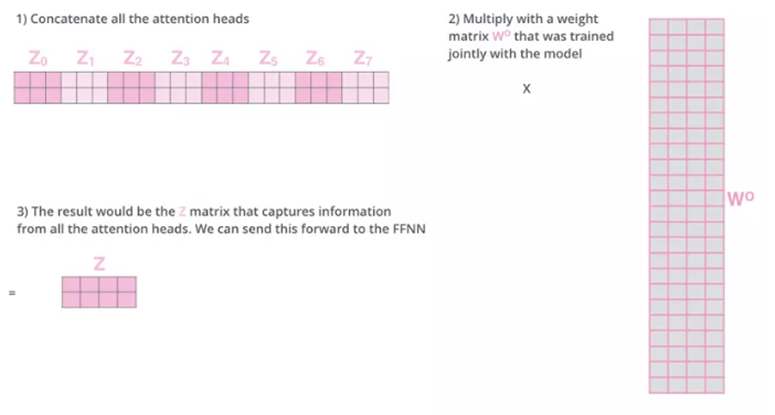 1) Concatenate all the attention heads
Z0 Z1 Z2 Z3 Z4 Z5 Z6 Z7
2) Multiply with a weight
matrix W^O that was trained
jointly with the model
X
W^O
3) The result would be the Z matrix that captures information
from all the attention heads. We can send this forward to the FFNN
Z
=